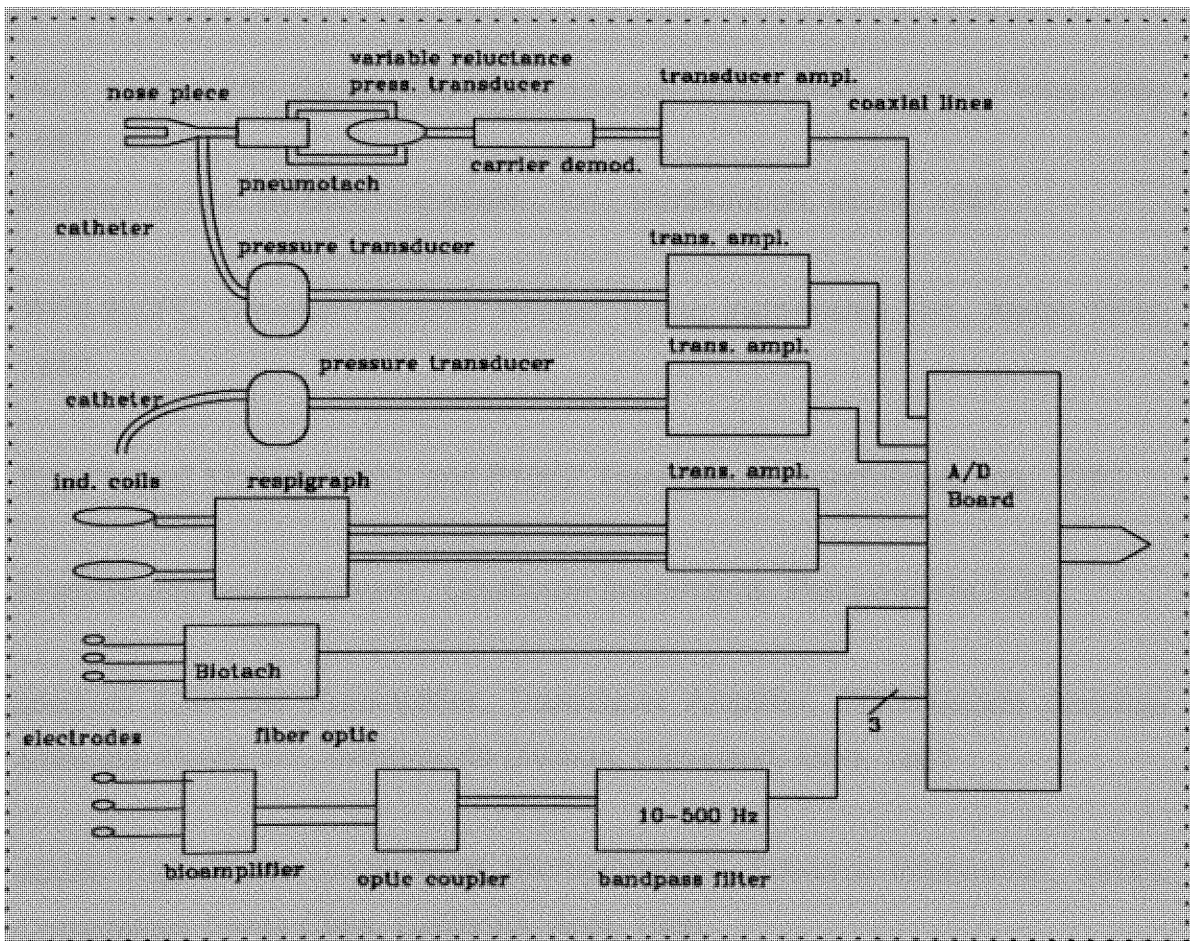 variable reluctance
press. transducer
transducer ampl.
nose piece
coaxial lines
carrier demod.
pneumotach
catheter
pressure transducer
trans. ampl.
trans. ampl.
pressure transducer
catheter
ind. coils
respigraph
trans. ampl.
A/D
Board
Biotach
3
electrodes
fiber optic
10-500 Hz
bioamplifier
optic coupler
bandpass filter